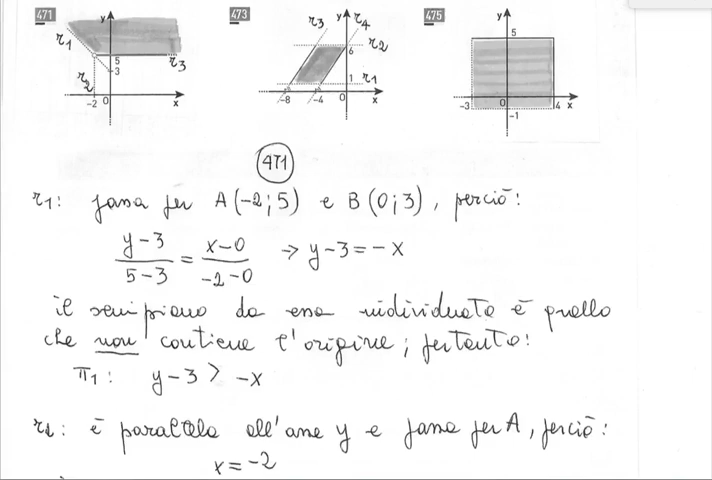 471 473 475
y r1 5 3 r3 r2 -2 0 x
r3 y r4 r2 6 1 r1 -8 -4 0 x
y 5 -3 0 4 x -1
471
r1: passa per A(-2;5) e B(0;3), perciò:
y-3 / 5-3 = x-0 / -2-0 → y-3=-x
il semipiano da essa individuato è quello
che non contiene l'origine; pertanto:
π1: y-3 > -x
r2: è parallela all'asse y e passa per A, perciò:
x=-2